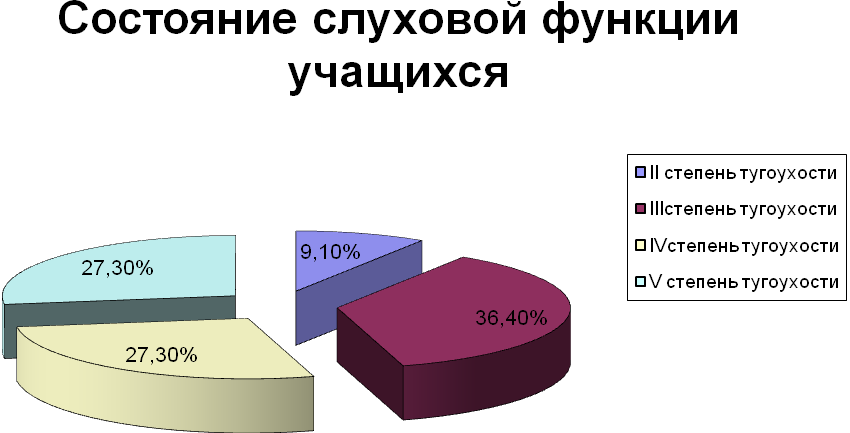 Состояние слуховой функции
учащихся
II степень тугоухости
IIIстепень тугоухости
IVстепень тугоухости
V степень тугоухости
9,10%
27,30%
36,40%
27,30%